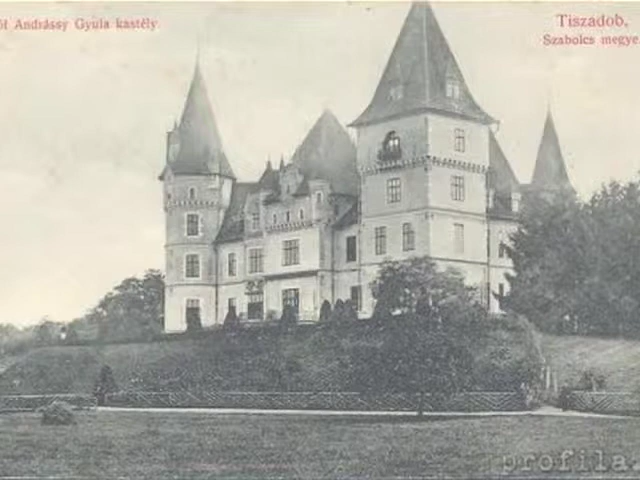 Andrássy Gyula kastély
Tiszadob.
Szabolcs megye.
profila